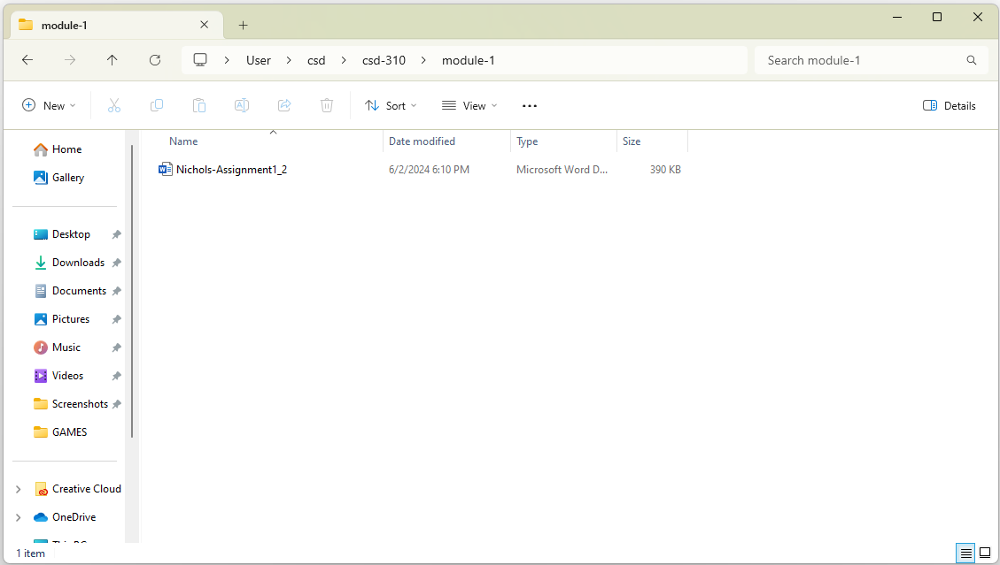 module-1
User > csd > csd-310 > module-1
Search module-1
New
Sort
View
Details
Name
Date modified
Type
Size
Nichols-Assignment1_2
6/2/2024 6:10 PM
Microsoft Word D...
390 KB
Home
Gallery
Desktop
Downloads
Documents
Pictures
Music
Videos
Screenshots
GAMES
Creative Cloud
OneDrive
This PC
1 item